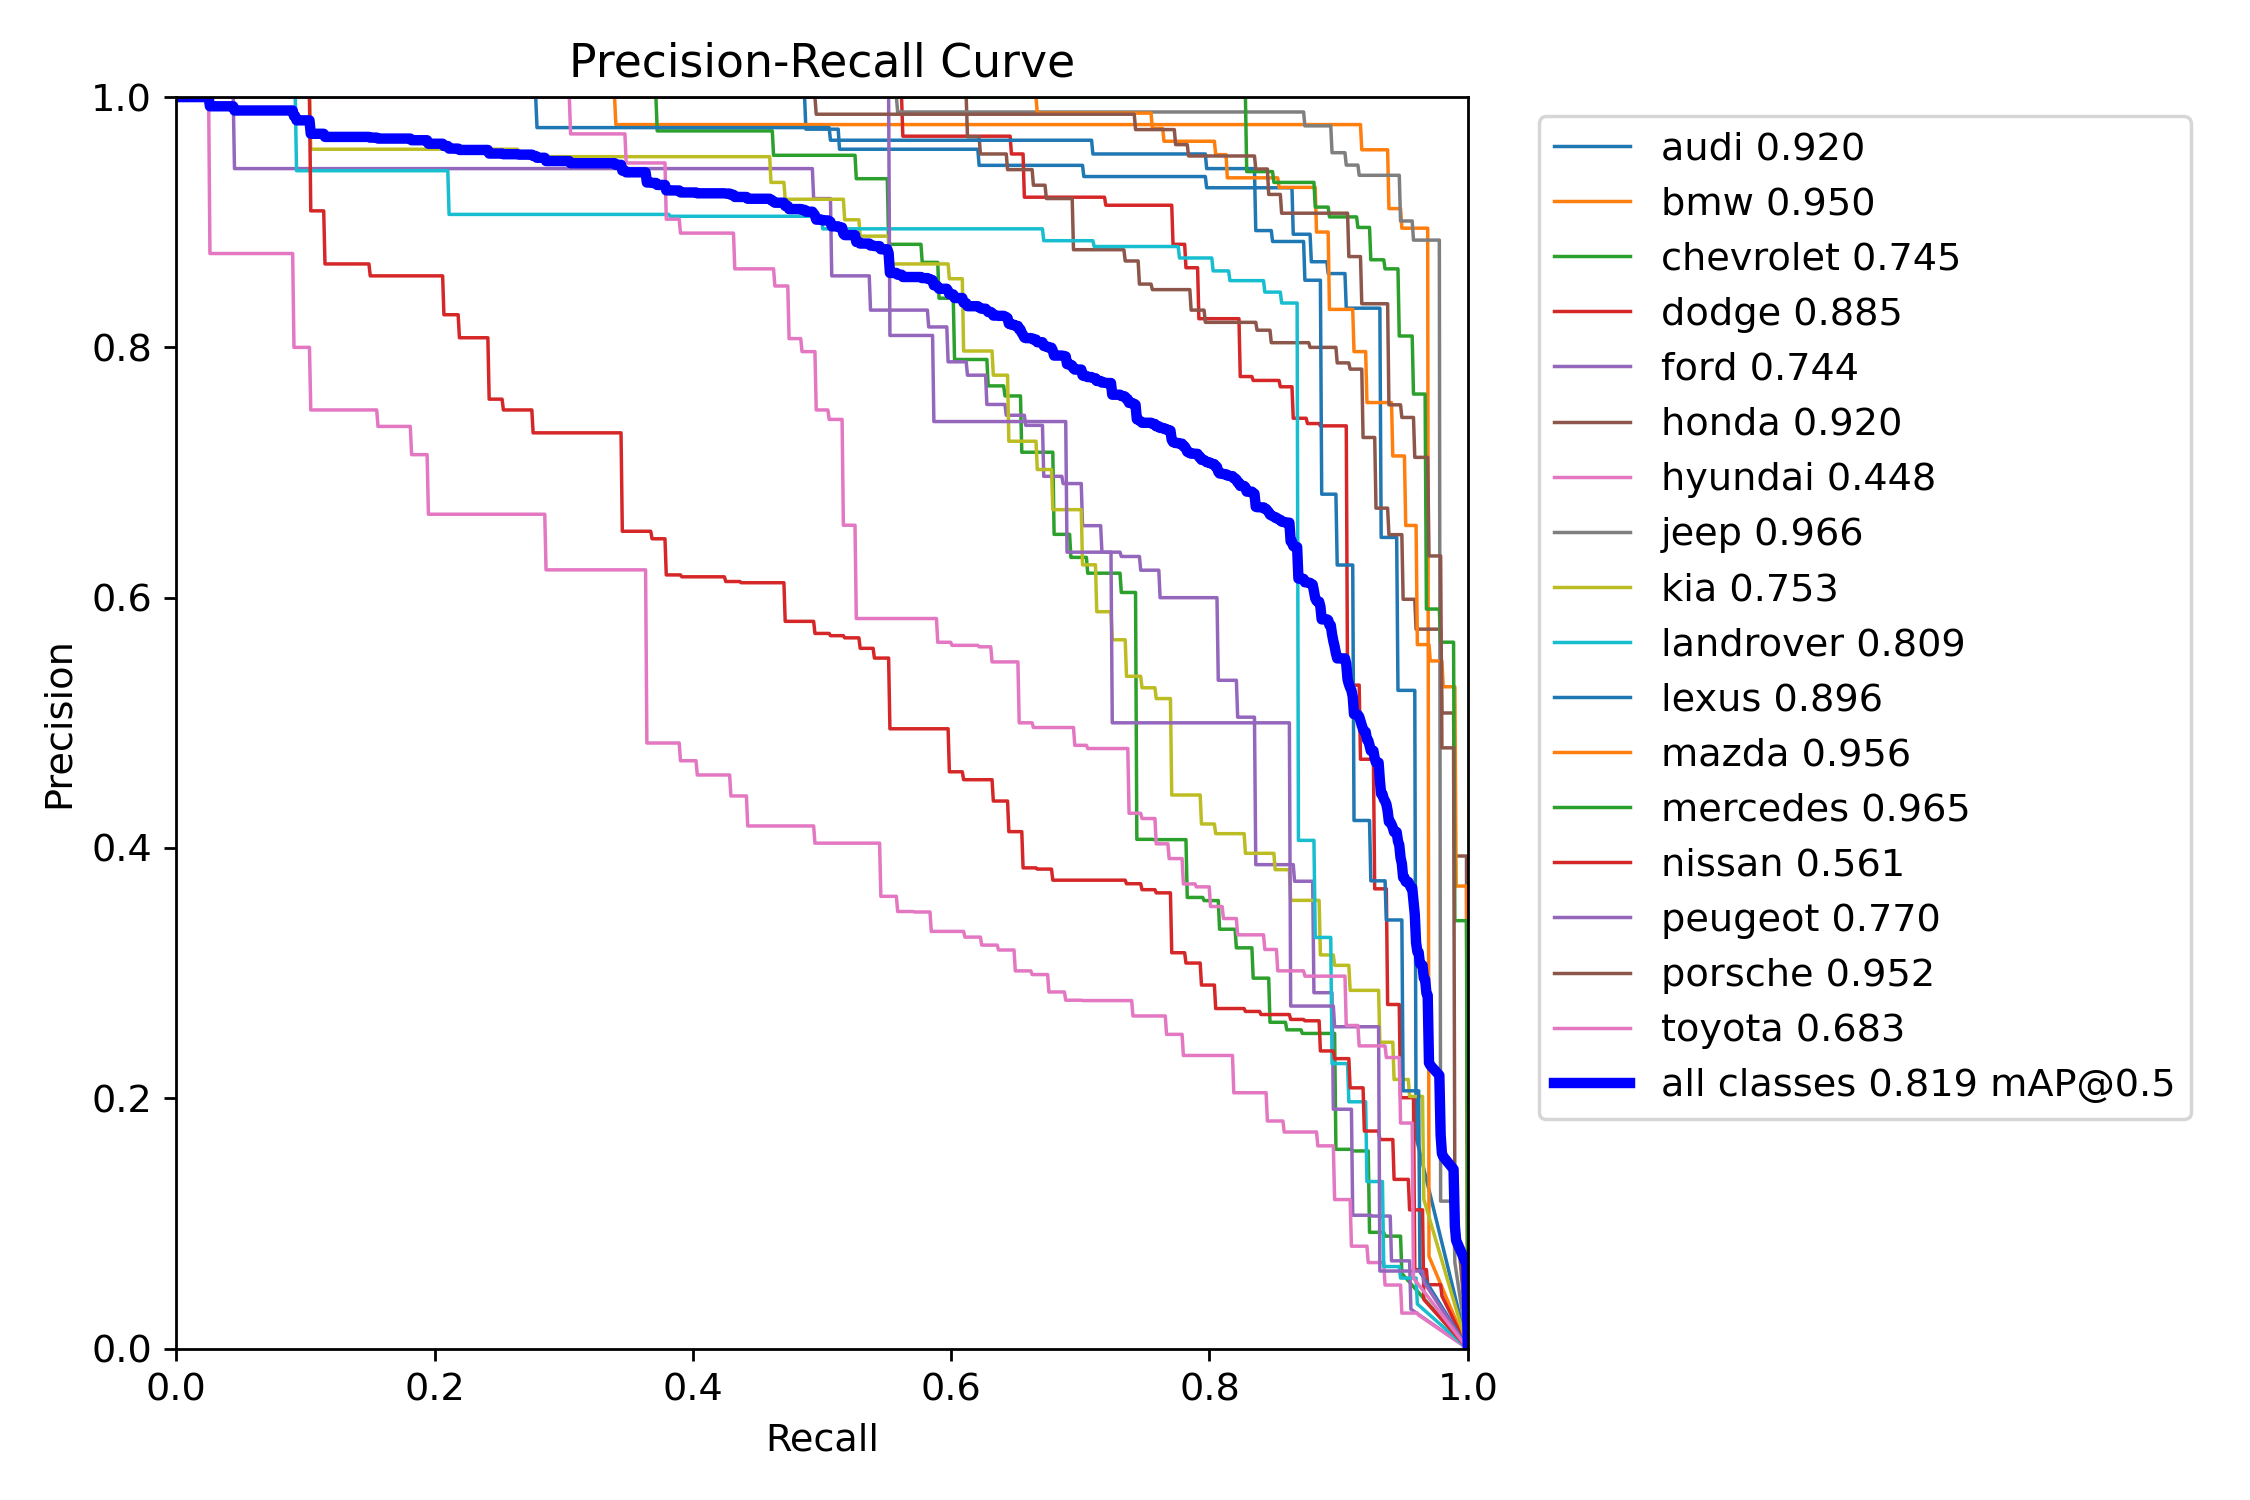 Precision-Recall Curve
1.0
0.8
0.6
0.4
0.2
0.0
Precision
0.0 0.2 0.4 0.6 0.8 1.0
Recall
audi 0.920
bmw 0.950
chevrolet 0.745
dodge 0.885
ford 0.744
honda 0.920
hyundai 0.448
jeep 0.966
kia 0.753
landrover 0.809
lexus 0.896
mazda 0.956
mercedes 0.965
nissan 0.561
peugeot 0.770
porsche 0.952
toyota 0.683
all classes 0.819 mAP@0.5